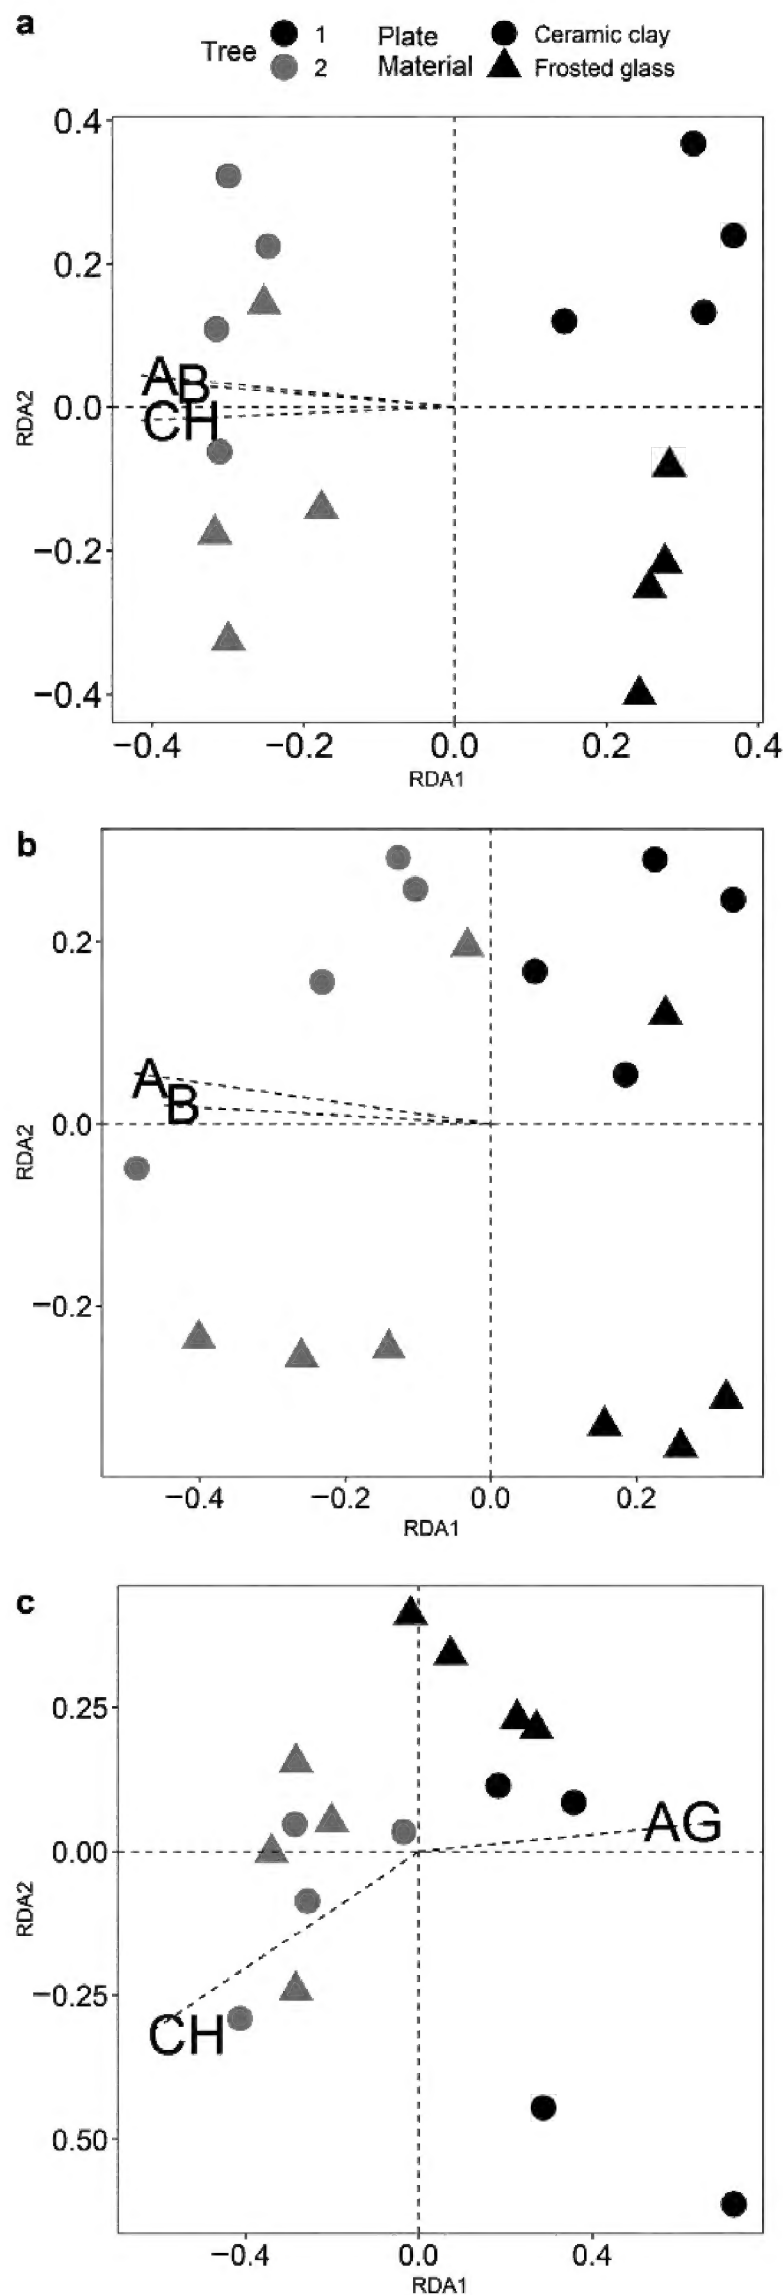 a
Tree 1 2
Plate Material Ceramic clay Frosted glass
0.4
0.2
0.0
−0.2
−0.4
RDA2
A
B
CH
−0.4 −0.2 0.0 0.2 0.4
RDA1
b
0.2
0.0
−0.2
RDA2
A
B
−0.4 −0.2 0.0 0.2
RDA1
c
0.25
0.00
−0.25
0.50
RDA2
AG
CH
−0.4 0.0 0.4
RDA1